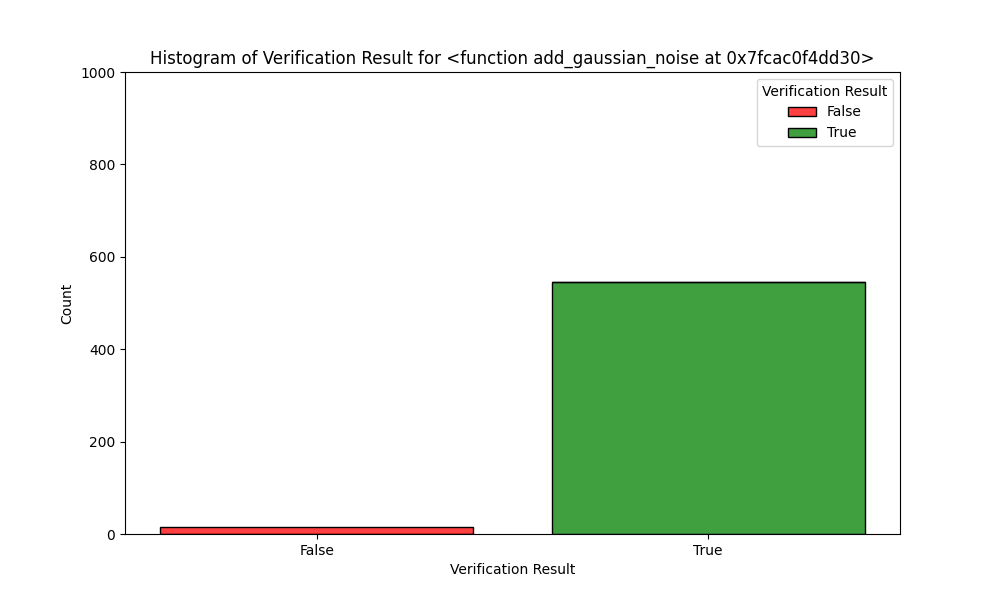 Histogram of Verification Result for <function add_gaussian_noise at 0x7fcac0f4dd30>
1000
800
600
400
200
0
Count
Verification Result
False
True
False
True
Verification Result